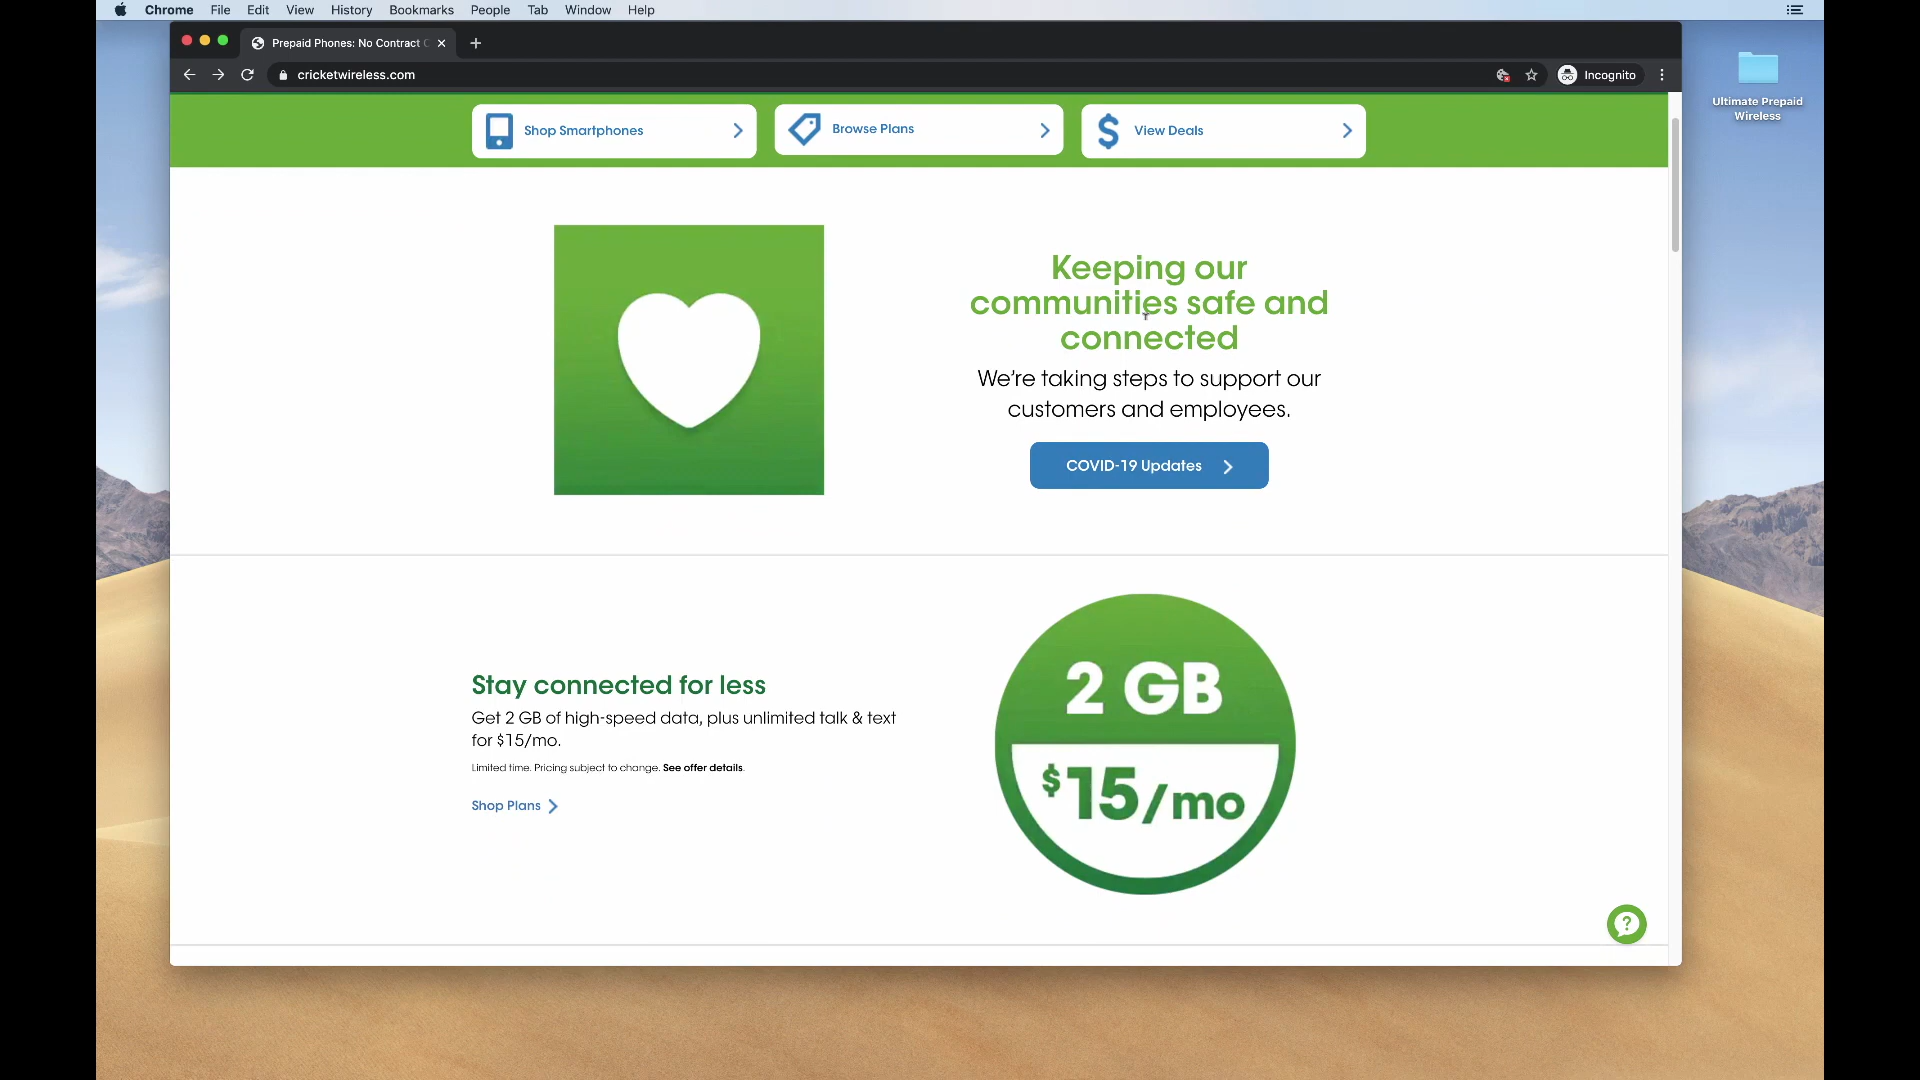 Chrome File Edit View History Bookmarks People Tab Window Help
Prepaid Phones: No Contract
cricketwireless.com
Incognito
Ultimate Prepaid
Wireless
Shop Smartphones
Browse Plans
View Deals
Keeping our
communities safe and
connected
We're taking steps to support our
customers and employees.
COVID-19 Updates
Stay connected for less
Get 2 GB of high-speed data, plus unlimited talk & text
for $15/mo.
Limited time. Pricing subject to change. See offer details.
Shop Plans
2 GB
$15/mo